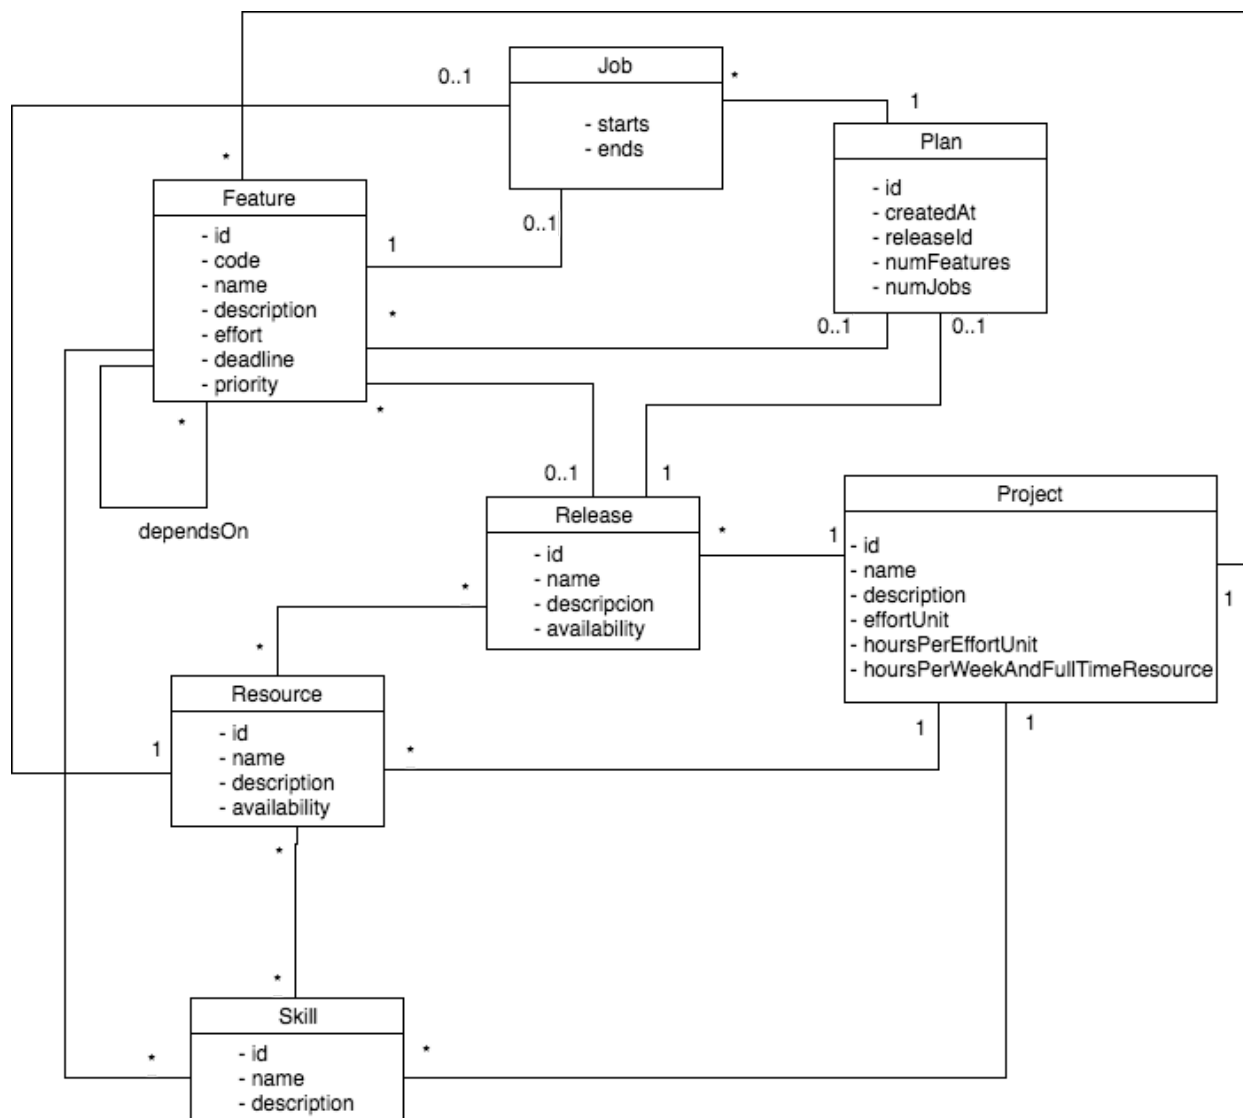 0..1
Job
*
- starts
- ends
1
Plan
- id
- createdAt
- releaseId
- numFeatures
- numJobs
*
Feature
- id
- code
- name
- description
- effort
- deadline
- priority
1
0..1
*
0..1
0..1
*
*
dependsOn
0..1
1
Release
- id
- name
- descripcion
- availability
*
1
Project
- id
- name
- description
- effortUnit
- hoursPerEffortUnit
- hoursPerWeekAndFullTimeResource
1
*
*
Resource
- id
- name
- description
- availability
1
*
1
1
*
*
Skill
- id
- name
- description
*
*